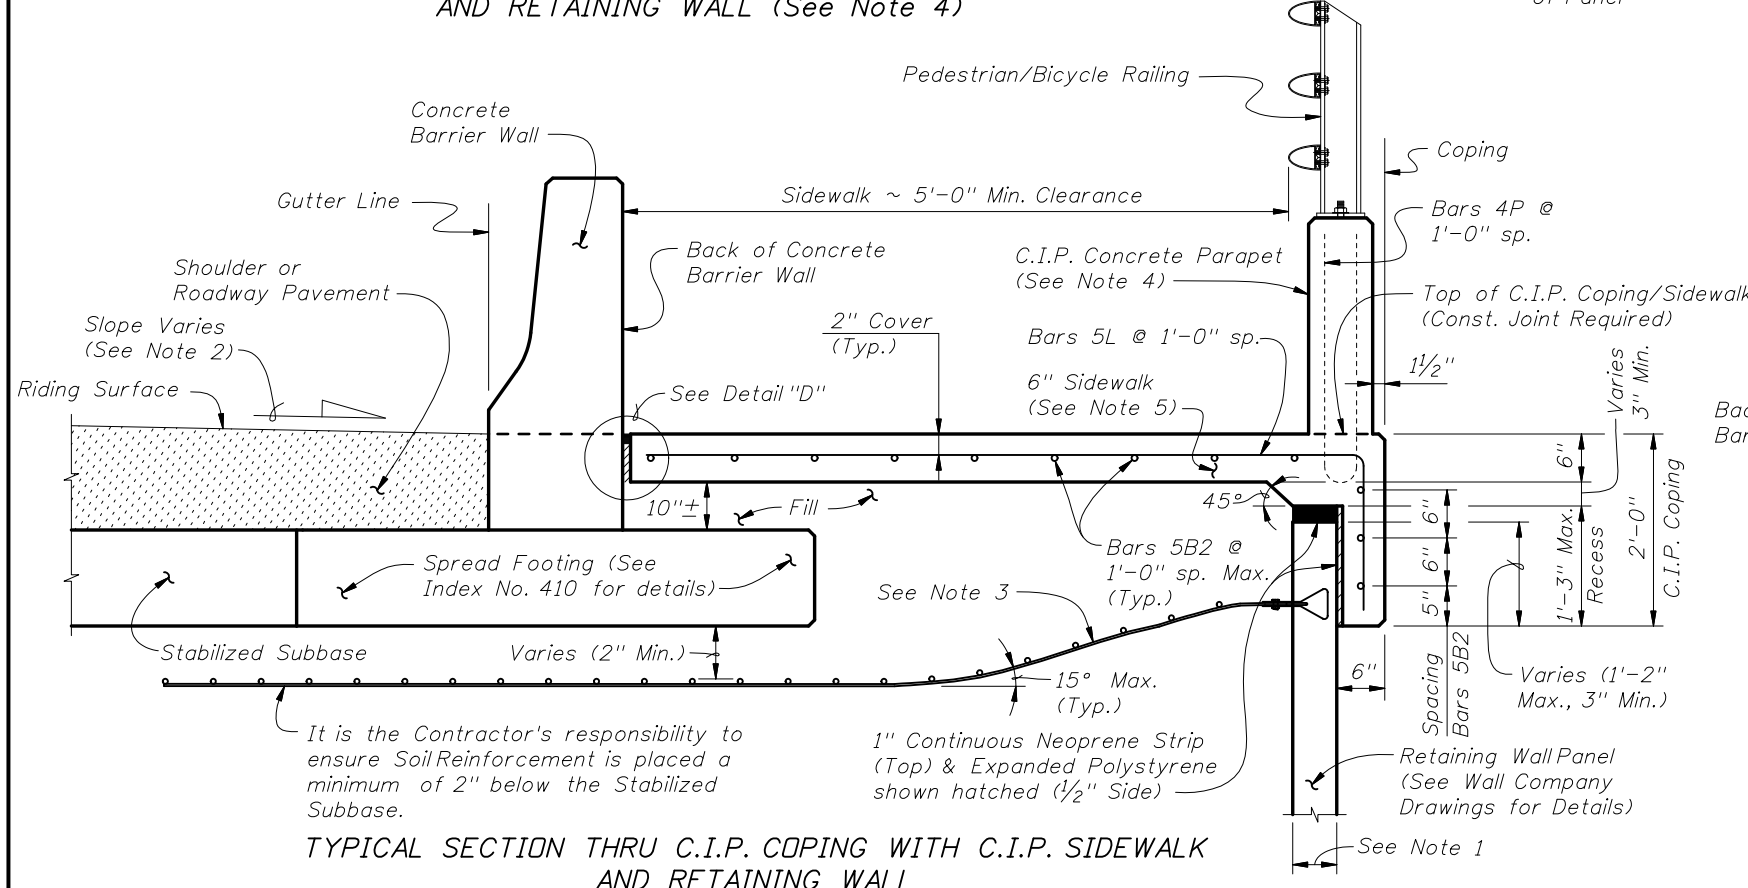 AND RETAINING WALL (See Note 4)
of Panel
Pedestrian/Bicycle Railing
Concrete
Barrier Wall
Coping
Gutter Line
Sidewalk ~ 5'-0" Min. Clearance
Bars 4P @
1'-0" sp.
Back of Concrete
Barrier Wall
C.I.P. Concrete Parapet
(See Note 4)
Shoulder or
Roadway Pavement
Top of C.I.P. Coping/Sidewalk
(Const. Joint Required)
Slope Varies
(See Note 2)
2" Cover
(Typ.)
Bars 5L @ 1'-0" sp.
1½"
Varies
3" Min.
Riding Surface
See Detail "D"
6" Sidewalk
(See Note 5)
6"
10"±
Fill
45°
6"
6"
5"
1'-3" Max.
Recess
2'-0"
C.I.P. Coping
Spread Footing (See
Index No. 410 for details)
Bars 5B2 @
1'-0" sp. Max.
(Typ.)
See Note 3
Stabilized Subbase
Varies (2" Min.)
15° Max.
(Typ.)
6"
Spacing
Bars 5B2
Varies (1'-2"
Max., 3" Min.)
It is the Contractor's responsibility to
ensure Soil Reinforcement is placed a
minimum of 2" below the Stabilized
Subbase.
1" Continuous Neoprene Strip
(Top) & Expanded Polystyrene
shown hatched (½" Side)
Retaining Wall Panel
(See Wall Company
Drawings for Details)
See Note 1
TYPICAL SECTION THRU C.I.P. COPING WITH C.I.P. SIDEWALK
AND RETAINING WALL